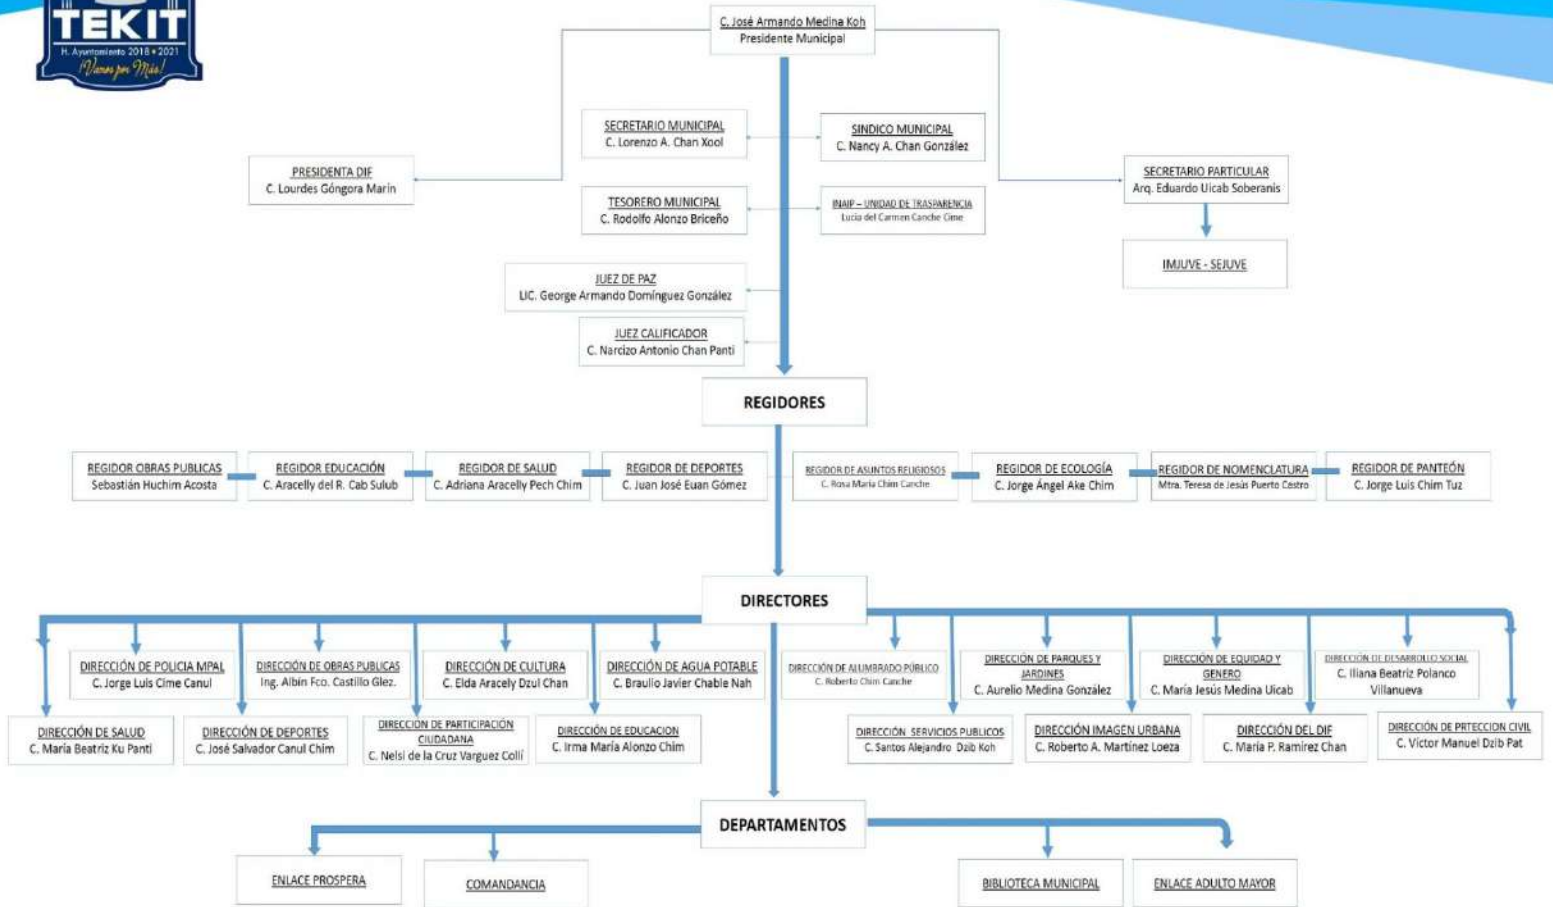 TEKIT
H. Ayuntamiento 2018 • 2021
¡Vamos por Más!
C. José Armando Medina Koh
Presidente Municipal
SECRETARIO MUNICIPAL
C. Lorenzo A. Chan Xool
SINDICO MUNICIPAL
C. Nancy A. Chan González
PRESIDENTA DIF
C. Lourdes Góngora Marin
SECRETARIO PARTICULAR
Arq. Eduardo Uicab Soberanis
TESORERO MUNICIPAL
C. Rodolfo Alonzo Briceño
INAIP – UNIDAD DE TRASPARENCIA
Lucia del Carmen Canche Cime
IMJUVE - SEJUVE
JUEZ DE PAZ
LIC. George Armando Domínguez González
JUEZ CALIFICADOR
C. Narcizo Antonio Chan Panti
REGIDORES
REGIDOR OBRAS PUBLICAS
Sebastián Huchim Acosta
REGIDOR EDUCACIÓN
C. Aracelly del R. Cab Sulub
REGIDOR DE SALUD
C. Adriana Aracelly Pech Chim
REGIDOR DE DEPORTES
C. Juan José Euan Gómez
REGIDOR DE ASUNTOS RELIGIOSOS
C. Rosa María Chim Canche
REGIDOR DE ECOLOGÍA
C. Jorge Ángel Ake Chim
REGIDOR DE NOMENCLATURA
Mtra. Teresa de Jesús Puerto Castro
REGIDOR DE PANTEÓN
C. Jorge Luis Chim Tuz
DIRECTORES
DIRECCIÓN DE POLICIA MPAL
C. Jorge Luis Cime Canul
DIRECCIÓN DE OBRAS PUBLICAS
Ing. Albin Fco. Castillo Glez.
DIRECCIÓN DE CULTURA
C. Elda Aracely Dzul Chan
DIRECCIÓN DE AGUA POTABLE
C. Braulio Javier Chable Nah
DIRECCIÓN DE ALUMBRADO PÚBLICO
C. Roberto Chim Canche
DIRECCIÓN DE PARQUES Y
JARDINES
C. Aurelio Medina González
DIRECCIÓN DE EQUIDAD Y
GENERO
C. María Jesús Medina Uicab
DIRECCIÓN DE DESARROLLO SOCIAL
C. Iliana Beatriz Polanco
Villanueva
DIRECCIÓN DE SALUD
C. María Beatriz Ku Panti
DIRECCIÓN DE DEPORTES
C. José Salvador Canul Chim
DIRECCIÓN DE PARTICIPACIÓN
CIUDADANA
C. Nelsi de la Cruz Varguez Collí
DIRECCIÓN DE EDUCACION
C. Irma María Alonzo Chim
DIRECCIÓN SERVICIOS PUBLICOS
C. Santos Alejandro Dzib Koh
DIRECCIÓN IMAGEN URBANA
C. Roberto A. Martínez Loeza
DIRECCIÓN DEL DIF
C. María P. Ramírez Chan
DIRECCIÓN DE PRTECCION CIVIL
C. Víctor Manuel Dzib Pat
DEPARTAMENTOS
ENLACE PROSPERA
COMANDANCIA
BIBLIOTECA MUNICIPAL
ENLACE ADULTO MAYOR